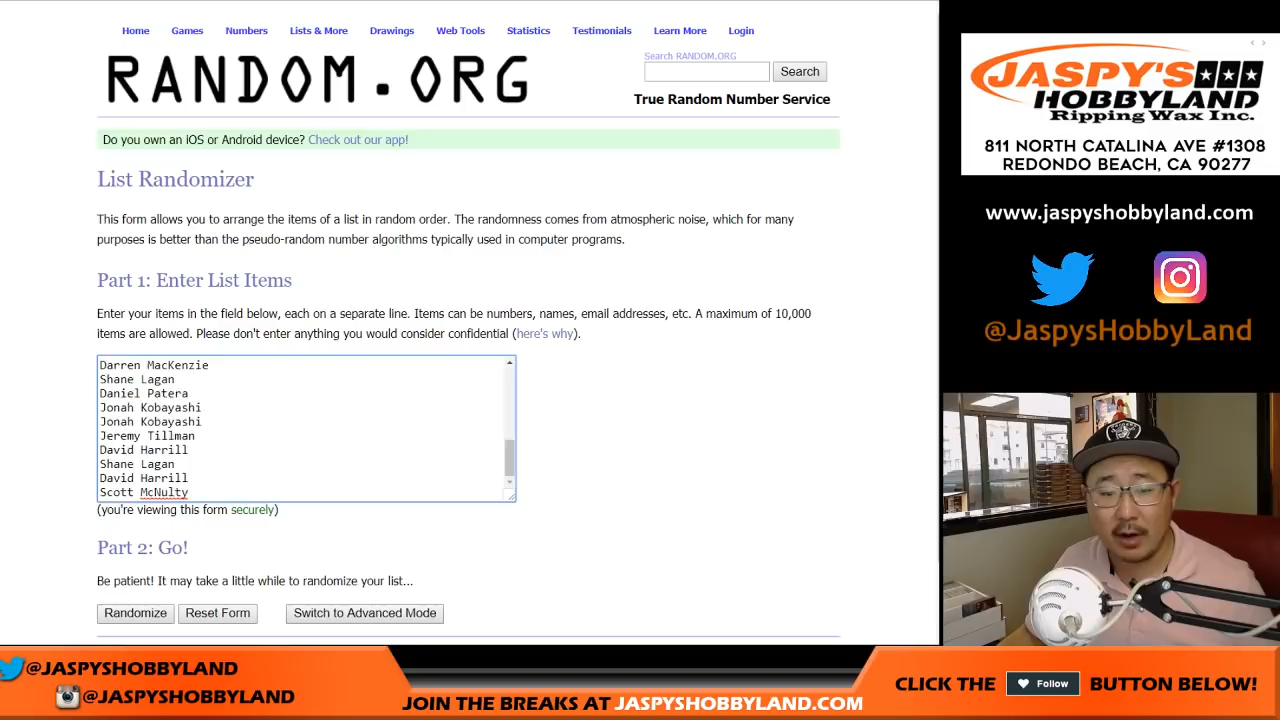 Home Games Numbers Lists & More Drawings Web Tools Statistics Testimonials Learn More Login
RANDOM.ORG
Search RANDOM.ORG
Search
True Random Number Service
Do you own an iOS or Android device? Check out our app!
List Randomizer
This form allows you to arrange the items of a list in random order. The randomness comes from atmospheric noise, which for many
purposes is better than the pseudo-random number algorithms typically used in computer programs.
Part 1: Enter List Items
Enter your items in the field below, each on a separate line. Items can be numbers, names, email addresses, etc. A maximum of 10,000
items are allowed. Please don't enter anything you would consider confidential (here's why).
Darren MacKenzie
Shane Lagan
Daniel Patera
Jonah Kobayashi
Jonah Kobayashi
Jeremy Tillman
David Harrill
Shane Lagan
David Harrill
Scott McNulty
(you're viewing this form securely)
Part 2: Go!
Be patient! It may take a little while to randomize your list...
Randomize Reset Form Switch to Advanced Mode
JASPY'S
HOBBYLAND
Ripping Wax Inc.
811 NORTH CATALINA AVE #1308
REDONDO BEACH, CA 90277
www.jaspyshobbyland.com
@JaspysHobbyLand
@JASPYSHOBBYLAND
@JASPYSHOBBYLAND
JOIN THE BREAKS AT JASPYSHOBBYLAND.COM
CLICK THE Follow BUTTON BELOW!